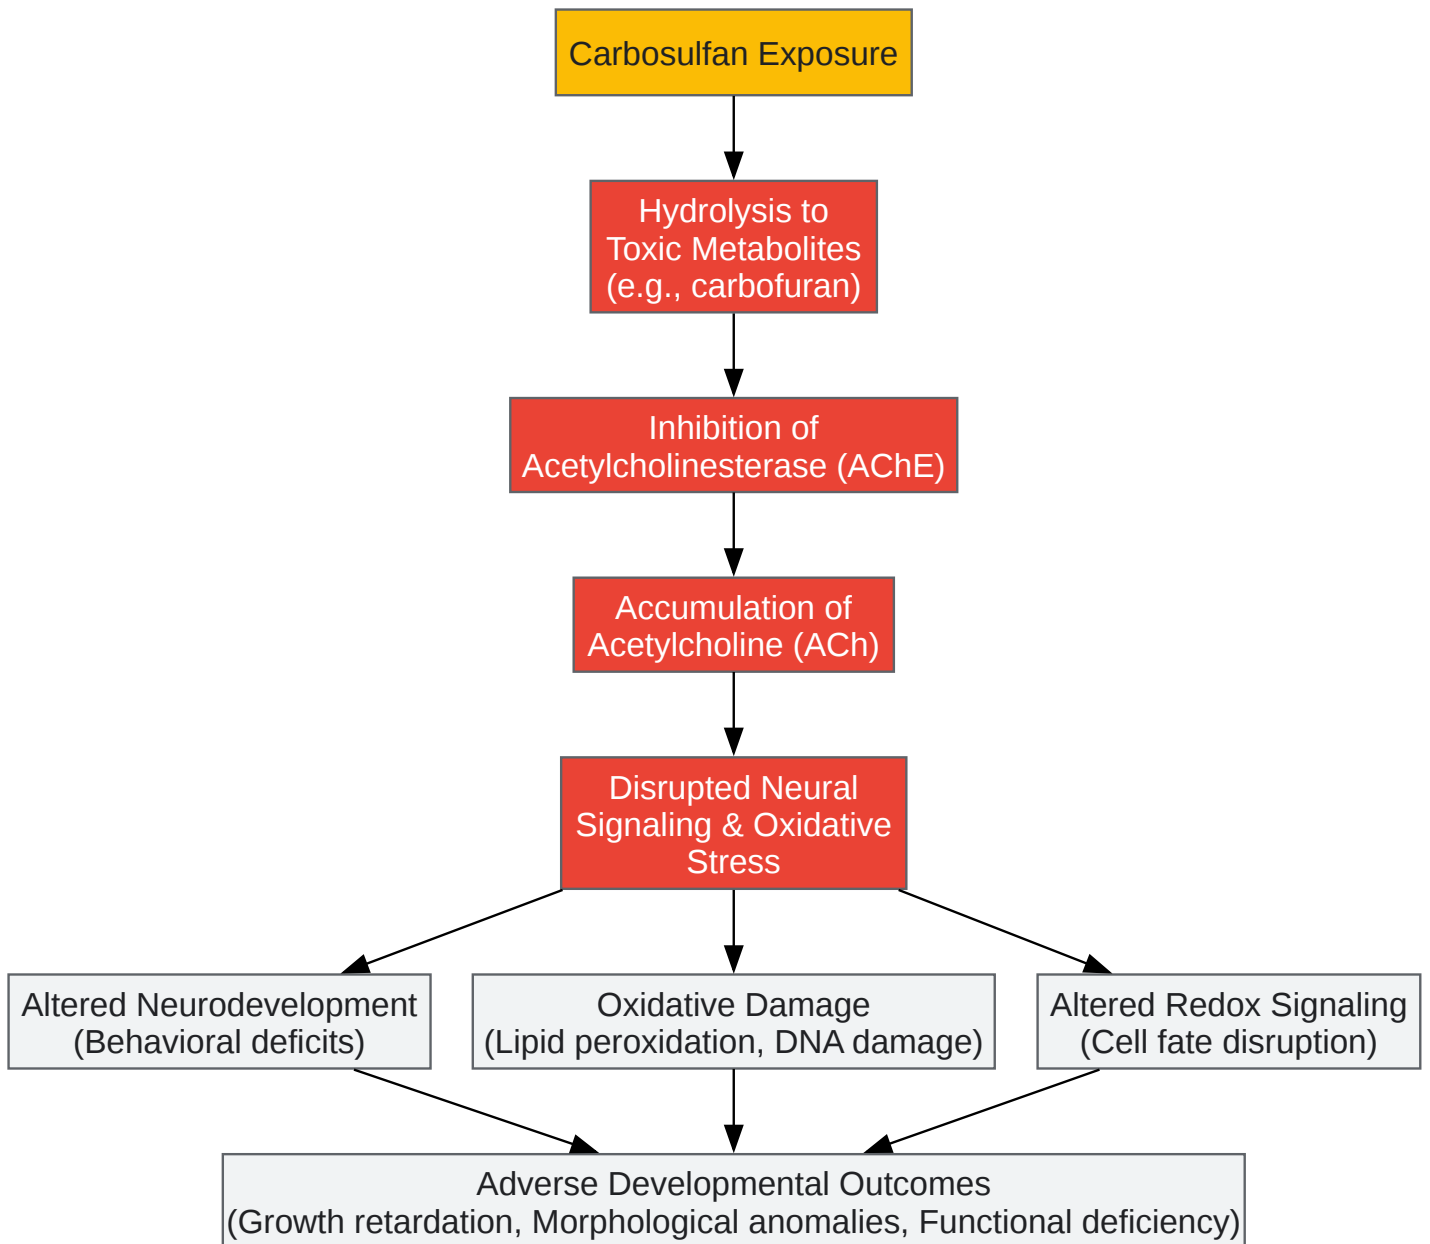 Carbosulfan Exposure
Hydrolysis to
Toxic Metabolites
(e.g., carbofuran)
Inhibition of
Acetylcholinesterase (AChE)
Accumulation of
Acetylcholine (ACh)
Disrupted Neural
Signaling & Oxidative
Stress
Altered Neurodevelopment
(Behavioral deficits)
Oxidative Damage
(Lipid peroxidation, DNA damage)
Altered Redox Signaling
(Cell fate disruption)
Adverse Developmental Outcomes
(Growth retardation, Morphological anomalies, Functional deficiency)